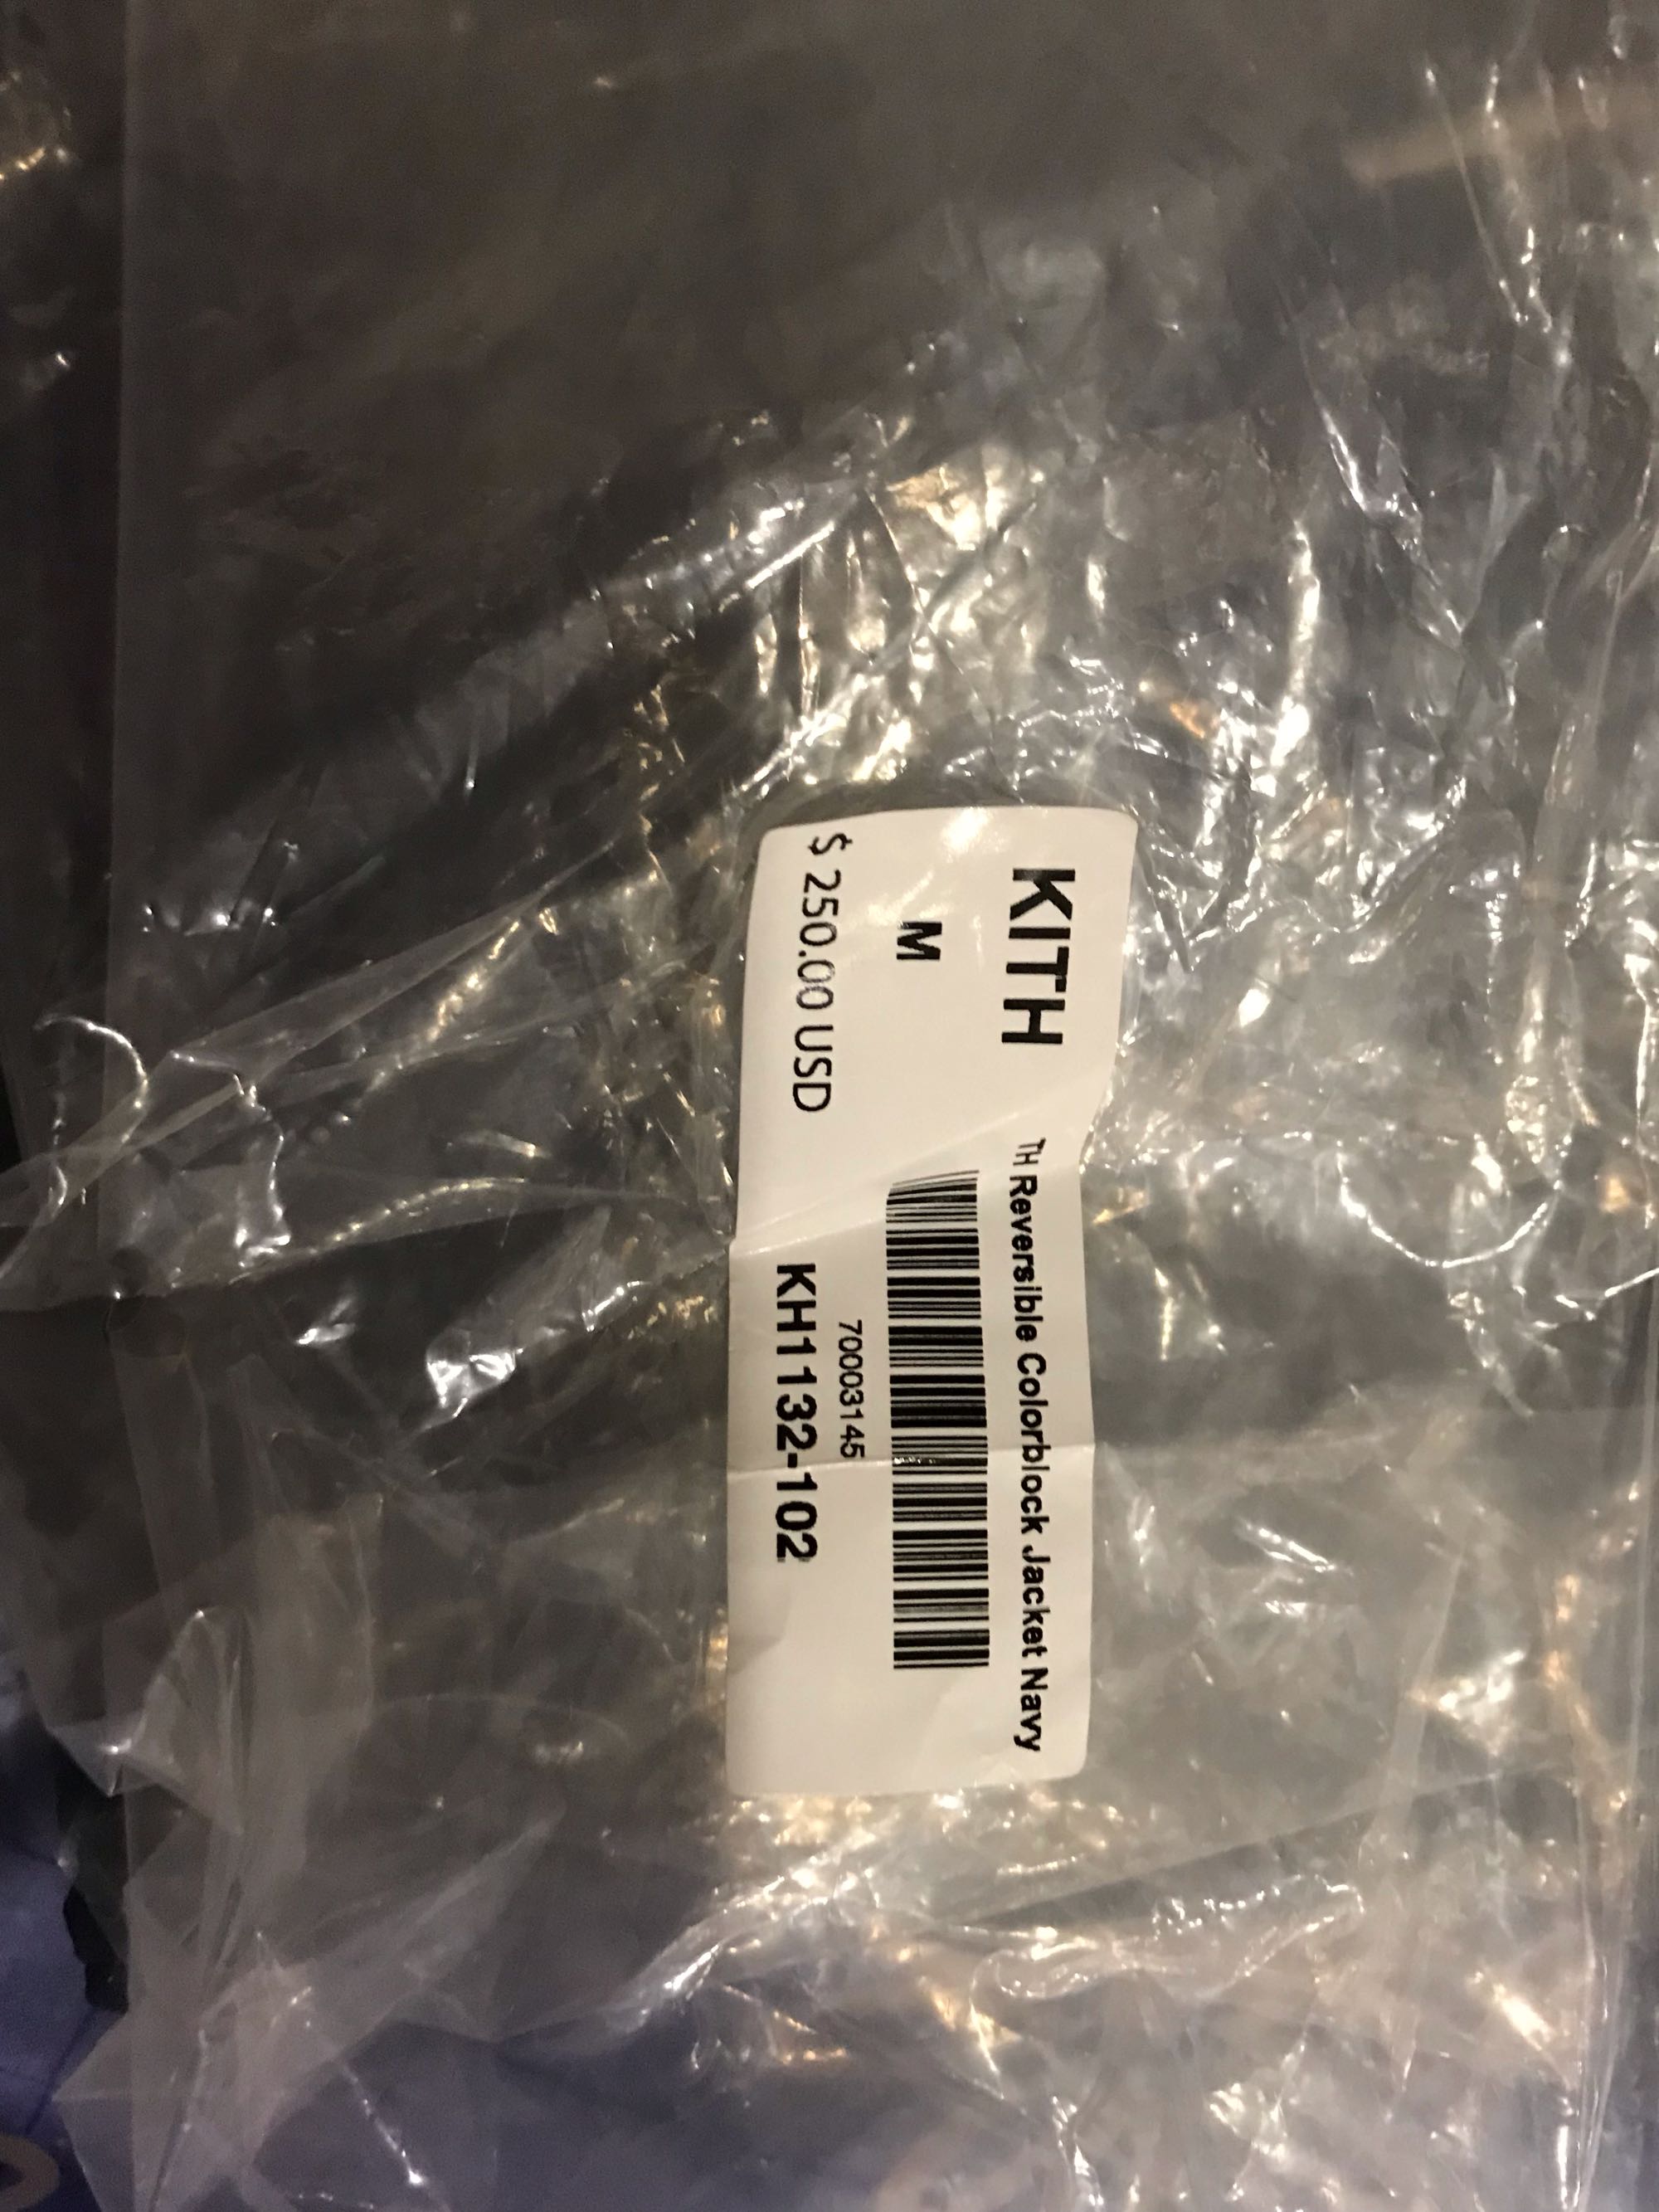 KITH
TH Reversible Colorblock Jacket Navy
M
70003145
$ 250.00 USD
KH1132-102